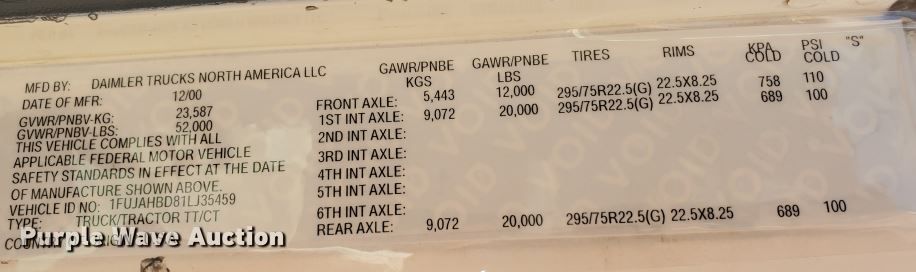 MFD BY: DAIMLER TRUCKS NORTH AMERICA LLC
DATE OF MFR: 12/00
GVWR/PNBV-KG: 23,587
GVWR/PNBV-LBS: 52,000
THIS VEHICLE COMPLIES WITH ALL
APPLICABLE FEDERAL MOTOR VEHICLE
SAFETY STANDARDS IN EFFECT AT THE DATE
OF MANUFACTURE SHOWN ABOVE.
VEHICLE ID NO: 1FUJAHBD81LJ35459
TYPE: TRUCK/TRACTOR TT/CT
GAWR/PNBE KGS GAWR/PNBE LBS TIRES RIMS KPA COLD PSI COLD "S"
FRONT AXLE: 5,443 12,000 295/75R22.5(G) 22.5X8.25 758 110
1ST INT AXLE: 9,072 20,000 295/75R22.5(G) 22.5X8.25 689 100
2ND INT AXLE:
3RD INT AXLE:
4TH INT AXLE:
5TH INT AXLE:
6TH INT AXLE:
REAR AXLE: 9,072 20,000 295/75R22.5(G) 22.5X8.25 689 100
Purple Wave Auction